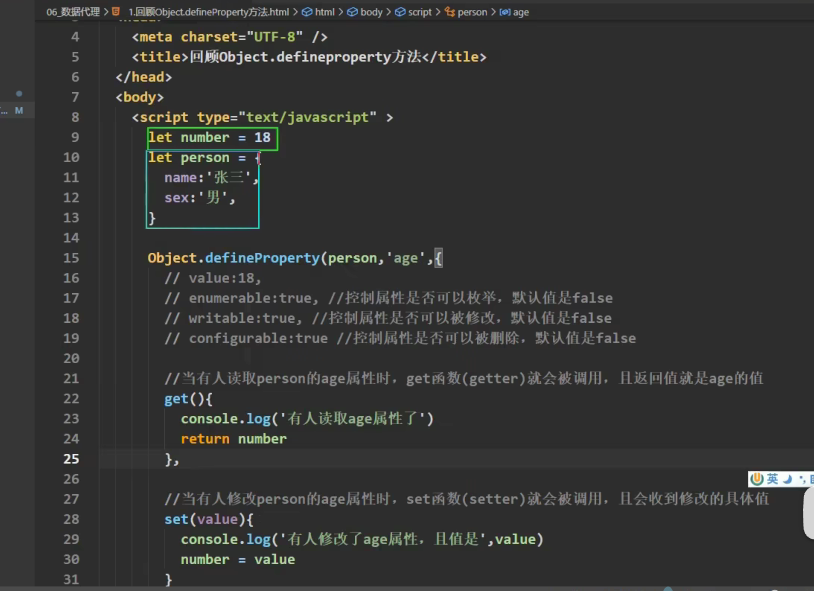 06_数据代理 > 1.回顾Object.defineProperty方法.html > html > body > script > person > age
4 <meta charset="UTF-8" />
5 <title>回顾Object.defineproperty方法</title>
6 </head>
7 <body>
... M
8 <script type="text/javascript" >
9 let number = 18
10 let person = {
11 name:'张三',
12 sex:'男',
13 }
14
15 Object.defineProperty(person,'age',{
16 // value:18,
17 // enumerable:true, //控制属性是否可以枚举，默认值是false
18 // writable:true, //控制属性是否可以被修改，默认值是false
19 // configurable:true //控制属性是否可以被删除，默认值是false
20
21 //当有人读取person的age属性时，get函数(getter)就会被调用，且返回值就是age的值
22 get(){
23 console.log('有人读取age属性了')
24 return number
25 },
26
英
27 //当有人修改person的age属性时，set函数(setter)就会被调用，且会收到修改的具体值
28 set(value){
29 console.log('有人修改了age属性，且值是',value)
30 number = value
31 }